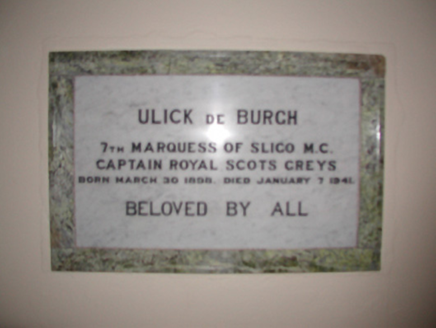 ULICK DE BURGH
7TH MARQUESS OF SLIGO M.C.
CAPTAIN ROYAL SCOTS GREYS
BORN MARCH 30 1898. DIED JANUARY 7 1941.
BELOVED BY ALL